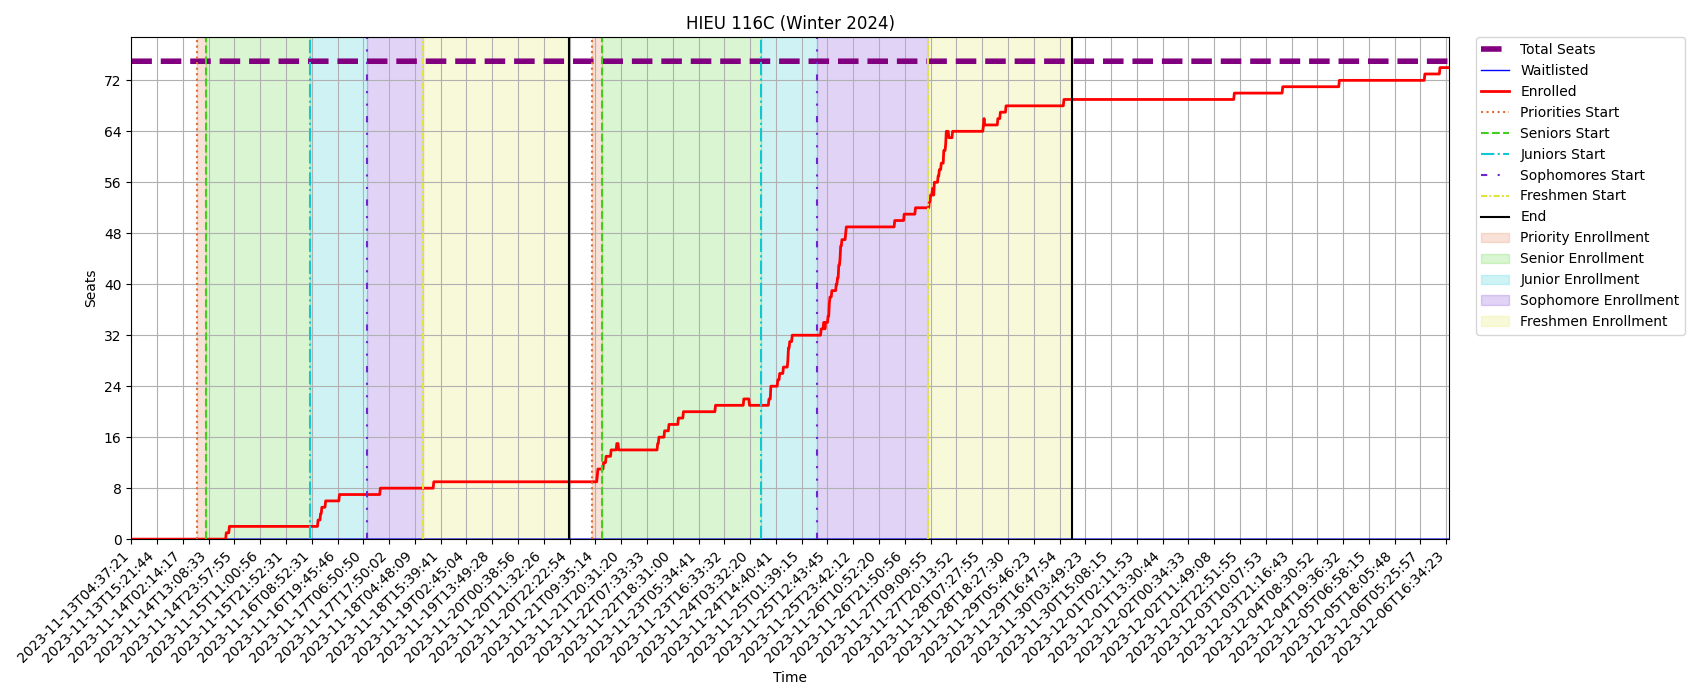 HIEU 116C (Winter 2024)
Seats
72
64
56
48
40
32
24
16
8
0
2023-11-13T04:37:21
2023-11-13T15:21:44
2023-11-14T02:14:17
2023-11-14T13:08:33
2023-11-14T23:57:55
2023-11-15T11:00:56
2023-11-15T21:52:31
2023-11-16T08:52:31
2023-11-16T19:45:46
2023-11-17T06:50:50
2023-11-17T17:50:02
2023-11-18T04:48:09
2023-11-18T15:39:41
2023-11-19T02:45:04
2023-11-19T13:49:28
2023-11-20T00:38:56
2023-11-20T11:32:26
2023-11-20T22:22:54
2023-11-21T09:35:14
2023-11-21T20:31:20
2023-11-22T07:33:33
2023-11-22T18:31:00
2023-11-23T05:34:41
2023-11-23T16:33:32
2023-11-24T03:32:20
2023-11-24T14:40:41
2023-11-25T01:39:15
2023-11-25T12:43:45
2023-11-25T23:42:12
2023-11-26T10:52:20
2023-11-26T21:50:56
2023-11-27T09:09:55
2023-11-27T20:13:52
2023-11-28T07:27:55
2023-11-28T18:27:30
2023-11-29T05:46:23
2023-11-29T16:47:54
2023-11-30T03:49:23
2023-11-30T15:08:15
2023-12-01T02:11:53
2023-12-01T13:30:44
2023-12-02T00:34:33
2023-12-02T11:49:08
2023-12-02T22:51:55
2023-12-03T10:07:53
2023-12-03T21:16:43
2023-12-04T08:30:52
2023-12-04T19:36:32
2023-12-05T06:58:15
2023-12-05T18:05:48
2023-12-06T05:25:57
2023-12-06T16:34:23
Time
Total Seats
Waitlisted
Enrolled
Priorities Start
Seniors Start
Juniors Start
Sophomores Start
Freshmen Start
End
Priority Enrollment
Senior Enrollment
Junior Enrollment
Sophomore Enrollment
Freshmen Enrollment